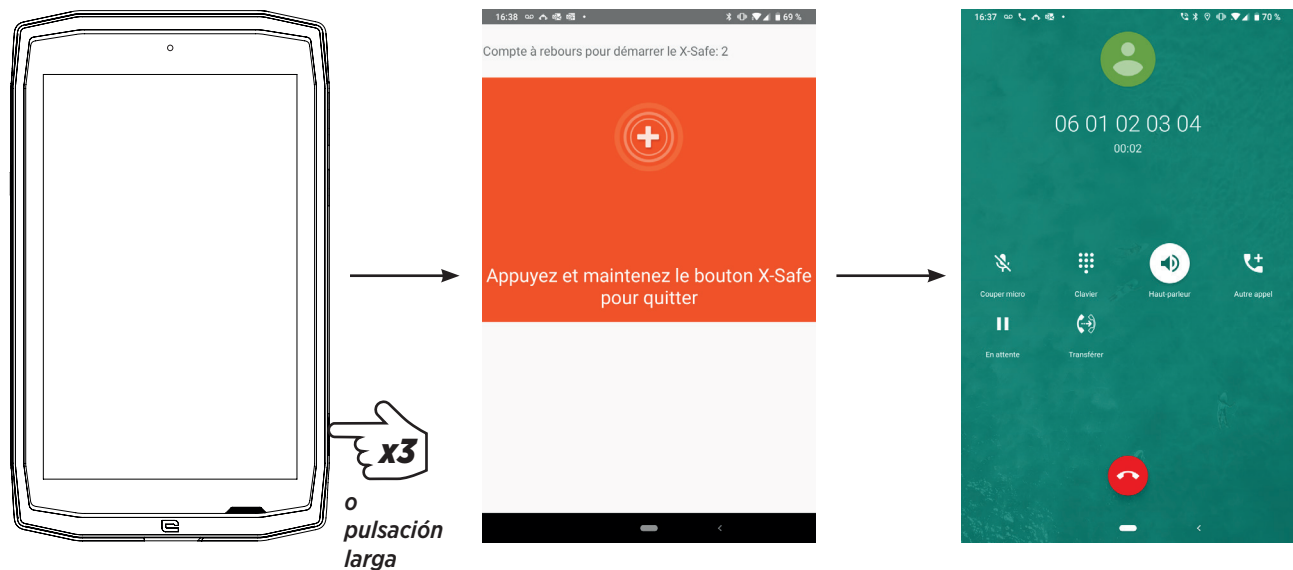 x3
o
pulsación
larga
16:38 69 %
Compte à rebours pour démarrer le X-Safe: 2
Appuyez et maintenez le bouton X-Safe
pour quitter
16:37 70 %
06 01 02 03 04
00:02
Couper micro Clavier Haut-parleur Autre appel
En attente Transférer